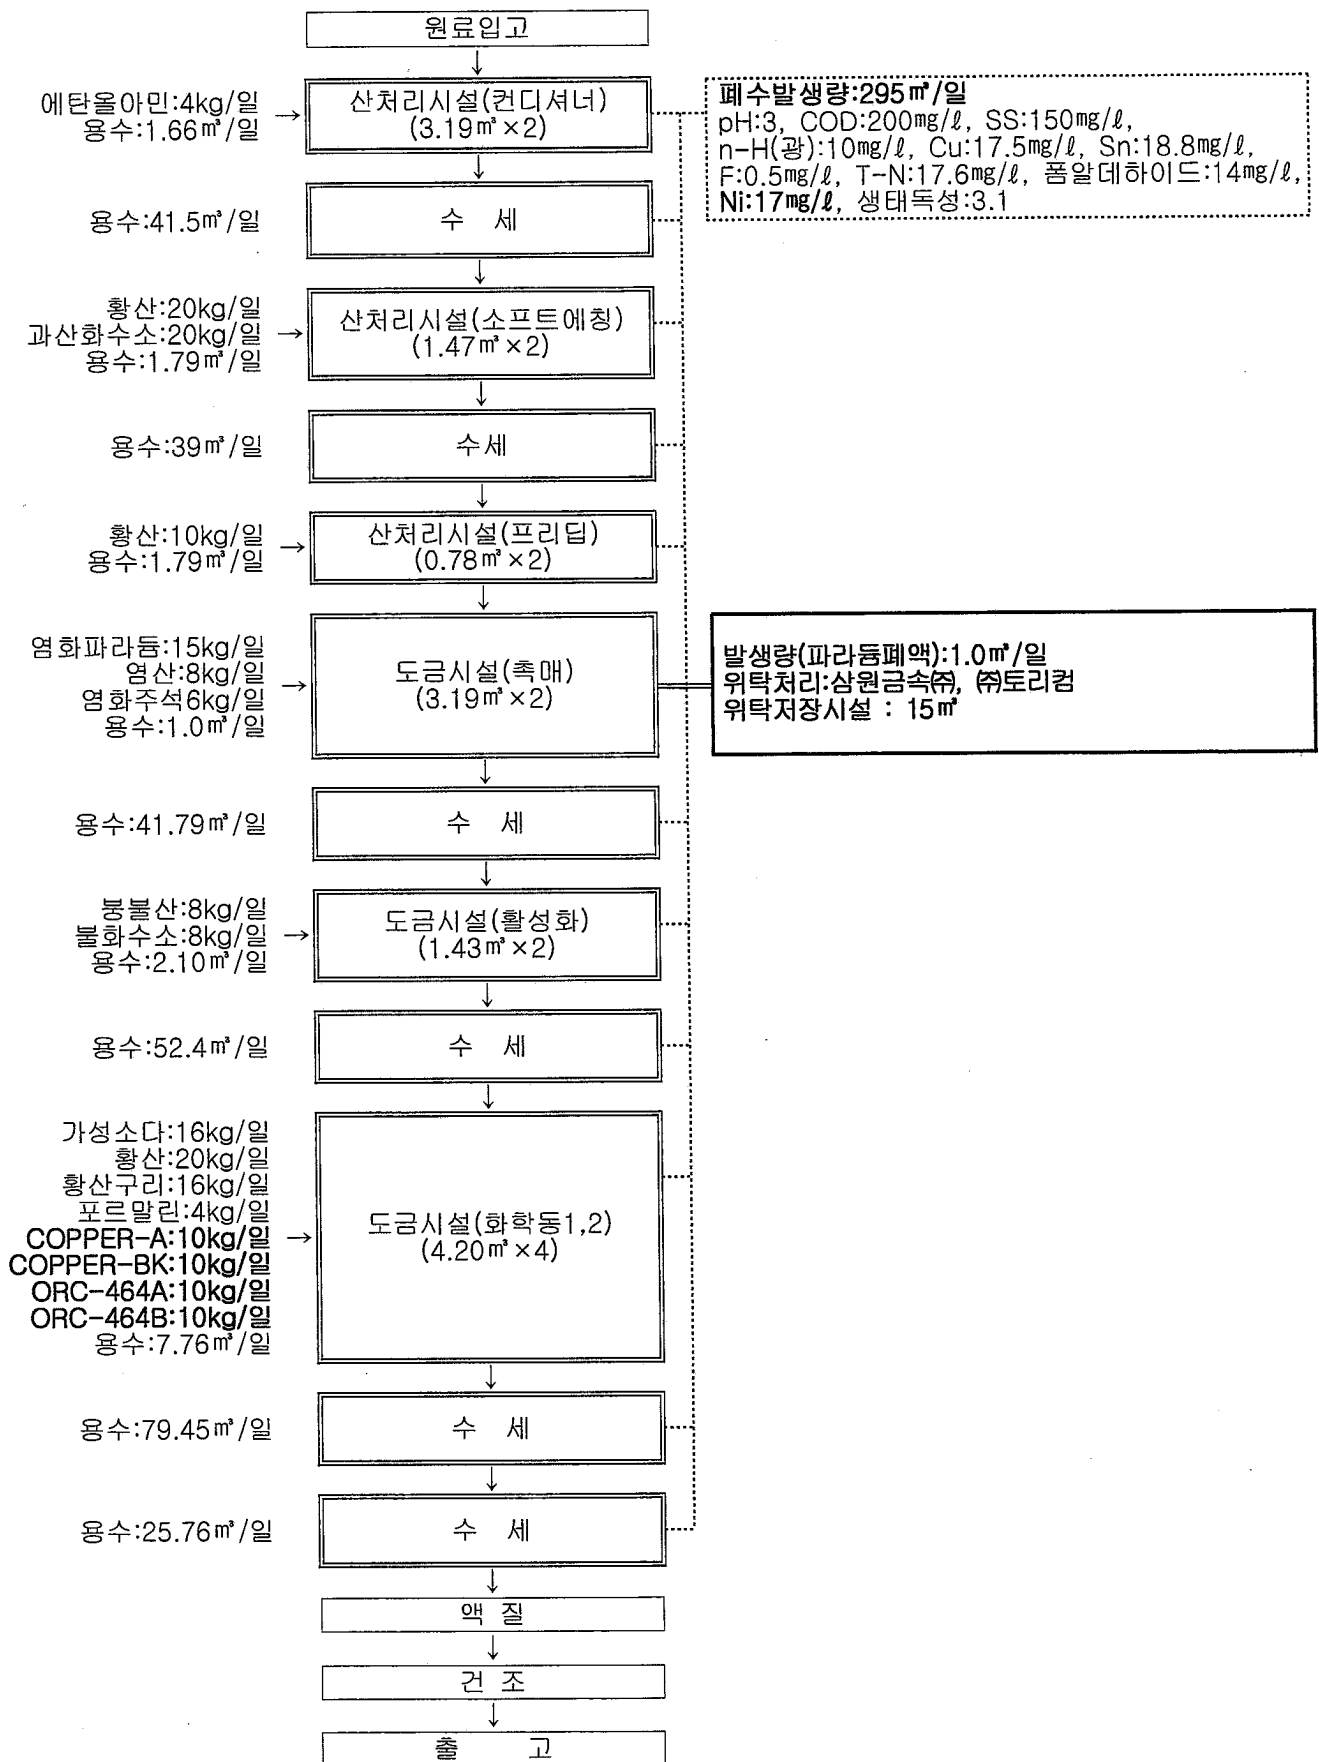 원료입고
에탄올아민:4kg/일
용수:1.66㎥/일
→
산처리시설(컨디셔너)
(3.19㎥×2)
폐수발생량:295㎥/일
pH:3, COD:200mg/ℓ, SS:150mg/ℓ,
n-H(광):10mg/ℓ, Cu:17.5mg/ℓ, Sn:18.8mg/ℓ,
F:0.5mg/ℓ, T-N:17.6mg/ℓ, 폼알데하이드:14mg/ℓ,
Ni:17mg/ℓ, 생태독성:3.1
용수:41.5㎥/일
수 세
황산:20kg/일
과산화수소:20kg/일
용수:1.79㎥/일
→
산처리시설(소프트에칭)
(1.47㎥×2)
용수:39㎥/일
수세
황산:10kg/일
용수:1.79㎥/일
→
산처리시설(프리딥)
(0.78㎥×2)
염화파라듐:15kg/일
염산:8kg/일
염화주석6kg/일
용수:1.0㎥/일
→
도금시설(촉매)
(3.19㎥×2)
발생량(파라듐폐액):1.0㎥/일
위탁처리:삼원금속㈜, ㈜토리컴
위탁저장시설 : 15㎥
용수:41.79㎥/일
수 세
붕불산:8kg/일
불화수소:8kg/일
용수:2.10㎥/일
→
도금시설(활성화)
(1.43㎥×2)
용수:52.4㎥/일
수 세
가성소다:16kg/일
황산:20kg/일
황산구리:16kg/일
포르말린:4kg/일
COPPER-A:10kg/일
COPPER-BK:10kg/일
ORC-464A:10kg/일
ORC-464B:10kg/일
용수:7.76㎥/일
→
도금시설(화학동1,2)
(4.20㎥×4)
용수:79.45㎥/일
수 세
용수:25.76㎥/일
수 세
액 질
건 조
출 고